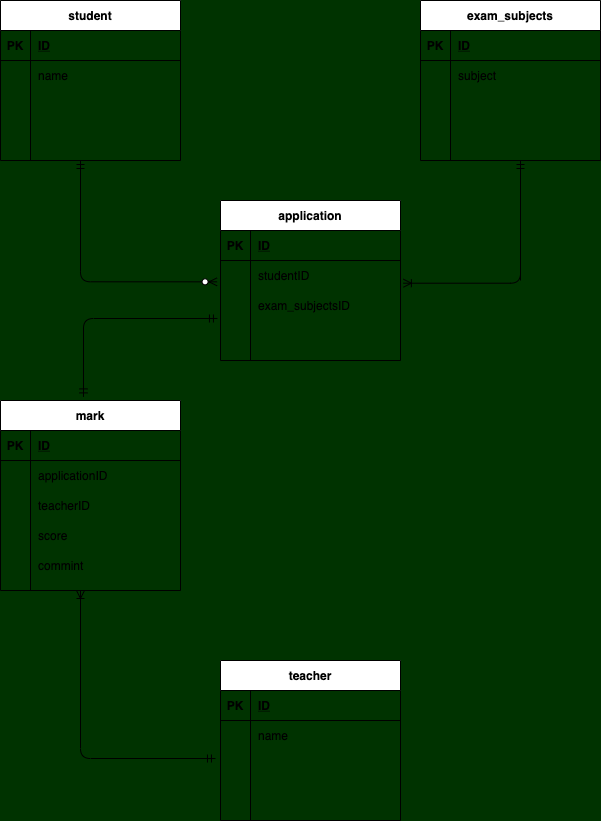 student
PK ID
name
exam_subjects
PK ID
subject
application
PK ID
studentID
exam_subjectsID
mark
PK ID
applicationID
teacherID
score
commint
teacher
PK ID
name